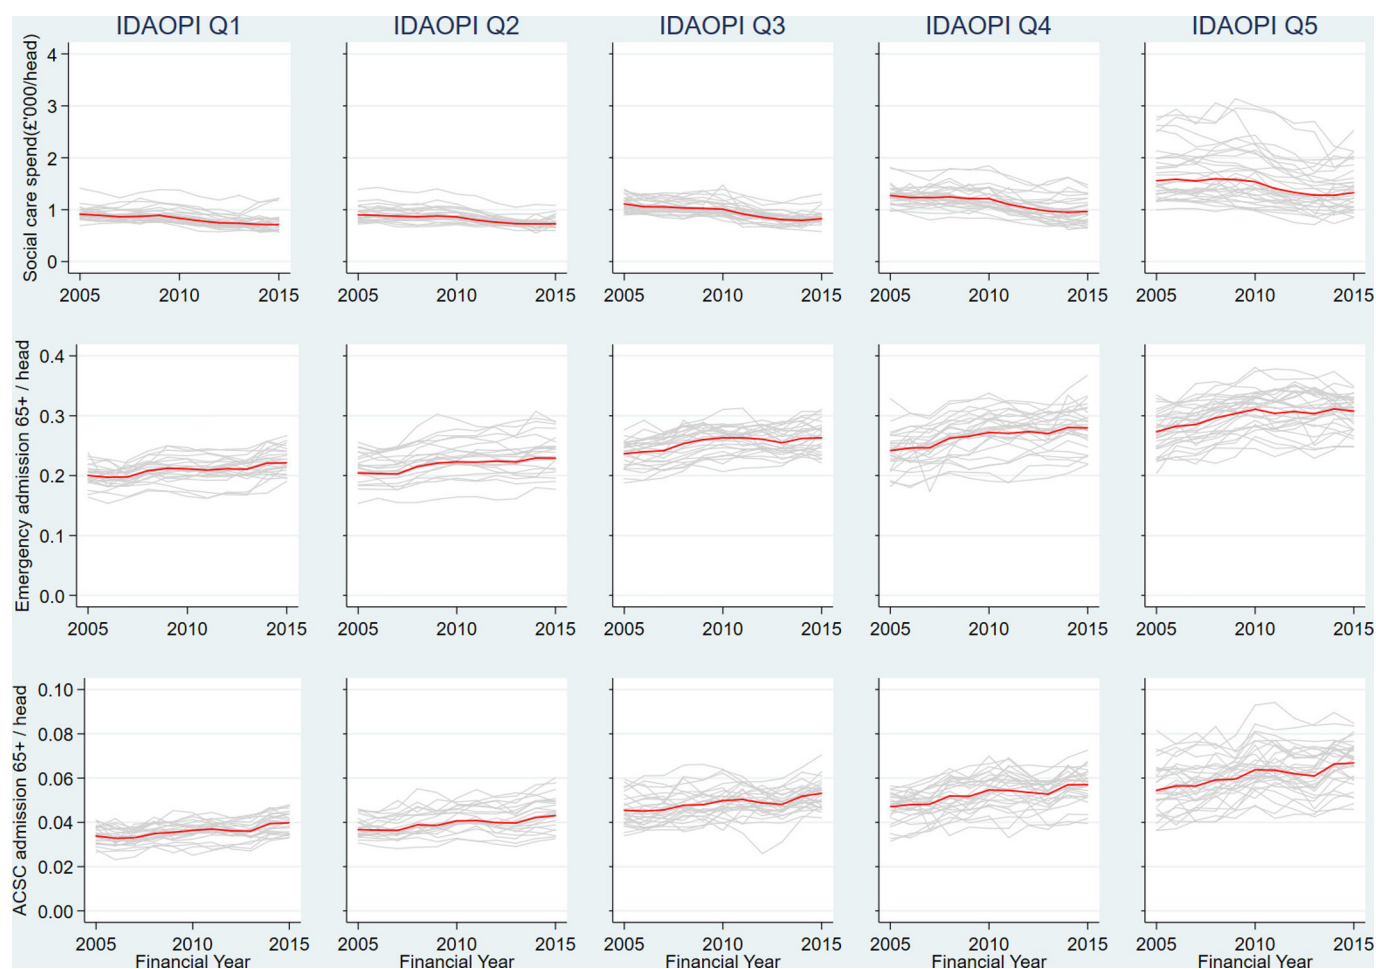 IDAOPI Q1 IDAOPI Q2 IDAOPI Q3 IDAOPI Q4 IDAOPI Q5
Social care spend(£'000/head)
4
3
2
1
0
2005 2010 2015 2005 2010 2015 2005 2010 2015 2005 2010 2015 2005 2010 2015
Emergency admission 65+ / head
0.4
0.3
0.2
0.1
0.0
2005 2010 2015 2005 2010 2015 2005 2010 2015 2005 2010 2015 2005 2010 2015
ACSC admission 65+ / head
0.10
0.08
0.06
0.04
0.02
0.00
2005 2010 2015 2005 2010 2015 2005 2010 2015 2005 2010 2015 2005 2010 2015
Financial Year Financial Year Financial Year Financial Year Financial Year